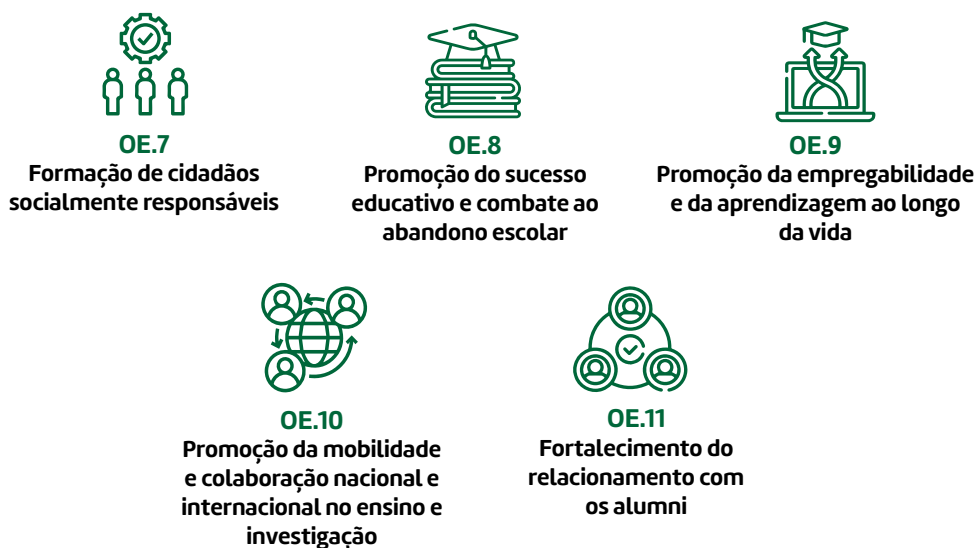 OE.7
Formação de cidadãos
socialmente responsáveis
OE.8
Promoção do sucesso
educativo e combate ao
abandono escolar
OE.9
Promoção da empregabilidade
e da aprendizagem ao longo
da vida
OE.10
Promoção da mobilidade
e colaboração nacional e
internacional no ensino e
investigação
OE.11
Fortalecimento do
relacionamento com
os alumni